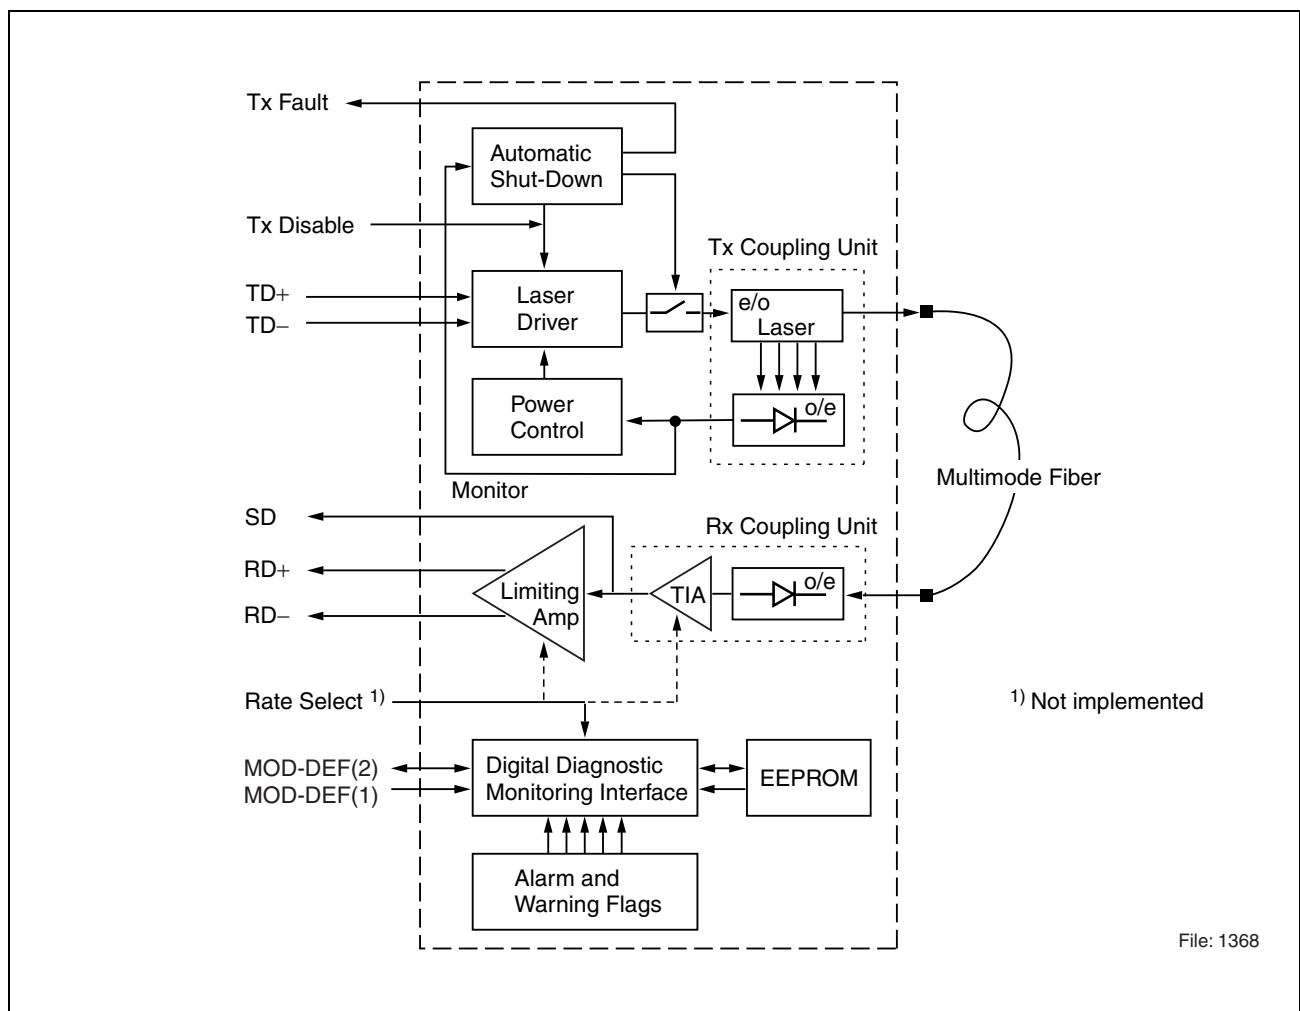 Tx Fault
Automatic
Shut-Down
Tx Disable
Tx Coupling Unit
TD+
TD−
Laser
Driver
e/o
Laser
Power
Control
o/e
Monitor
Multimode Fiber
SD
Rx Coupling Unit
RD+
RD−
Limiting
Amp
TIA
o/e
Rate Select 1)
1) Not implemented
MOD-DEF(2)
MOD-DEF(1)
Digital Diagnostic
Monitoring Interface
EEPROM
Alarm and
Warning Flags
File: 1368